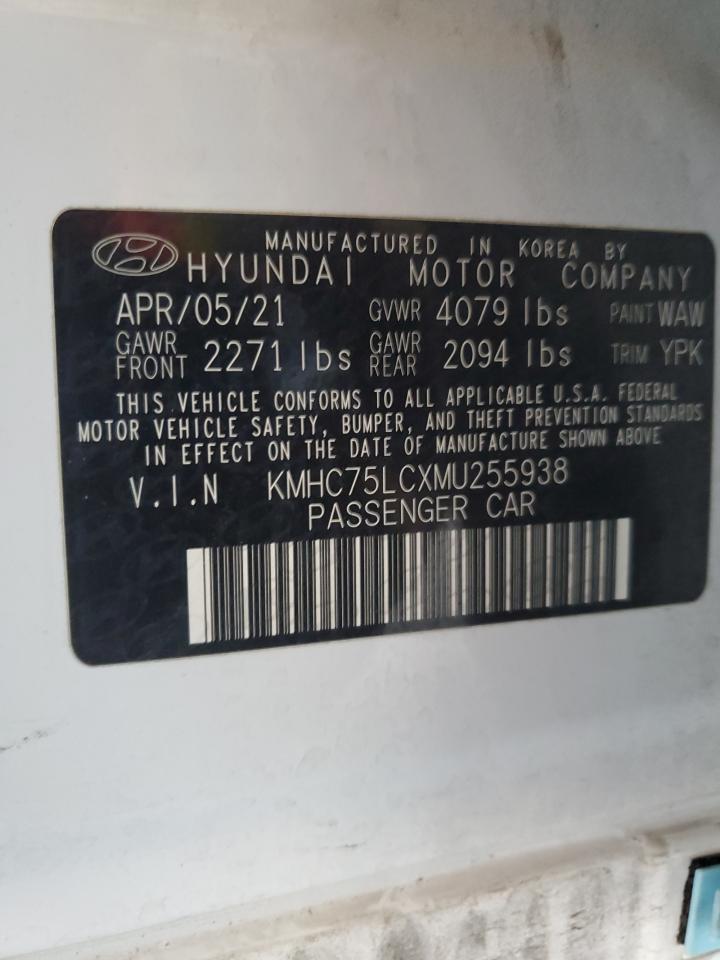 MANUFACTURED IN KOREA BY
HYUNDAI MOTOR COMPANY
APR/05/21 GVWR 4079 lbs PAINT WAW
GAWR FRONT 2271 lbs GAWR REAR 2094 lbs TRIM YPK
THIS VEHICLE CONFORMS TO ALL APPLICABLE U.S.A. FEDERAL
MOTOR VEHICLE SAFETY, BUMPER, AND THEFT PREVENTION STANDARDS
IN EFFECT ON THE DATE OF MANUFACTURE SHOWN ABOVE
V.I.N KMHC75LCXMU255938
PASSENGER CAR